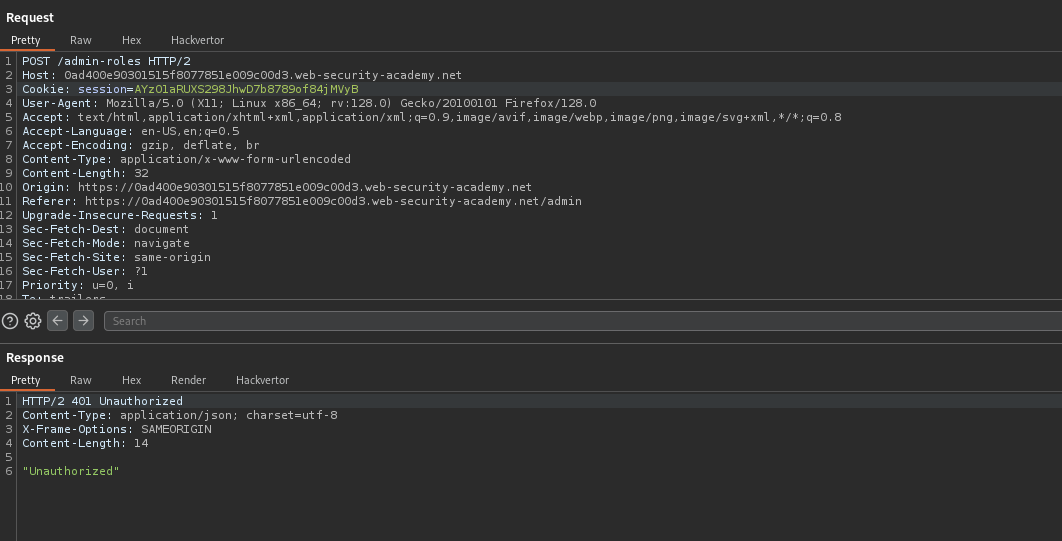 Request
Pretty Raw Hex Hackvertor
1 POST /admin-roles HTTP/2
2 Host: 0ad400e90301515f8077851e009c00d3.web-security-academy.net
3 Cookie: session=AYzO1aRUXS298JhwD7b8789of84jMVyB
4 User-Agent: Mozilla/5.0 (X11; Linux x86_64; rv:128.0) Gecko/20100101 Firefox/128.0
5 Accept: text/html,application/xhtml+xml,application/xml;q=0.9,image/avif,image/webp,image/png,image/svg+xml,*/*;q=0.8
6 Accept-Language: en-US,en;q=0.5
7 Accept-Encoding: gzip, deflate, br
8 Content-Type: application/x-www-form-urlencoded
9 Content-Length: 32
10 Origin: https://0ad400e90301515f8077851e009c00d3.web-security-academy.net
11 Referer: https://0ad400e90301515f8077851e009c00d3.web-security-academy.net/admin
12 Upgrade-Insecure-Requests: 1
13 Sec-Fetch-Dest: document
14 Sec-Fetch-Mode: navigate
15 Sec-Fetch-Site: same-origin
16 Sec-Fetch-User: ?1
17 Priority: u=0, i
18 Te: trailers
Search
Response
Pretty Raw Hex Render Hackvertor
1 HTTP/2 401 Unauthorized
2 Content-Type: application/json; charset=utf-8
3 X-Frame-Options: SAMEORIGIN
4 Content-Length: 14
5
6 "Unauthorized"